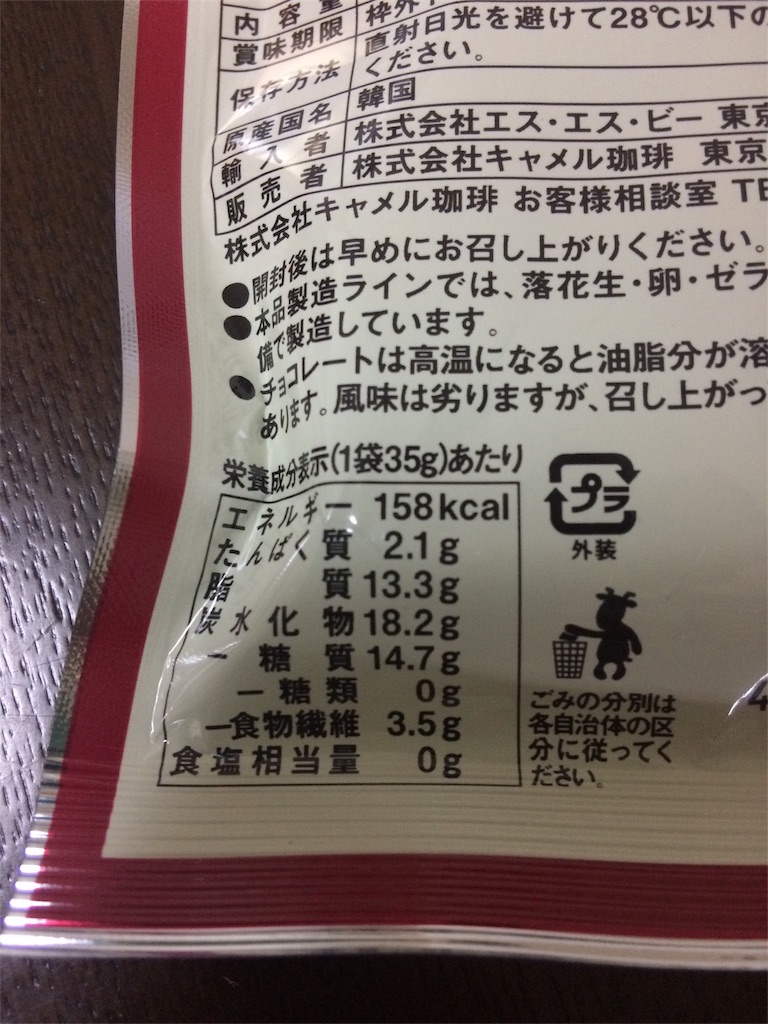 内容量 枠外
賞味期限
保存方法 直射日光を避けて28℃以下の
ください。
原産国名 韓国
輸入者 株式会社エス・エス・ビー 東京
販売者 株式会社キャメル珈琲 東京
株式会社キャメル珈琲 お客様相談室 TE
●開封後は早めにお召し上がりください。
●本品製造ラインでは、落花生・卵・ゼラ
備で製造しています。
●チョコレートは高温になると油脂分が溶
あります。風味は劣りますが、召し上がっ
栄養成分表示(1袋35g)あたり
エネルギー 158kcal
たんぱく質 2.1g
脂質 13.3g
炭水化物 18.2g
－糖質 14.7g
－糖類 0g
－食物繊維 3.5g
食塩相当量 0g
プラ
外装
ごみの分別は
各自治体の区
分に従ってく
ださい。
4